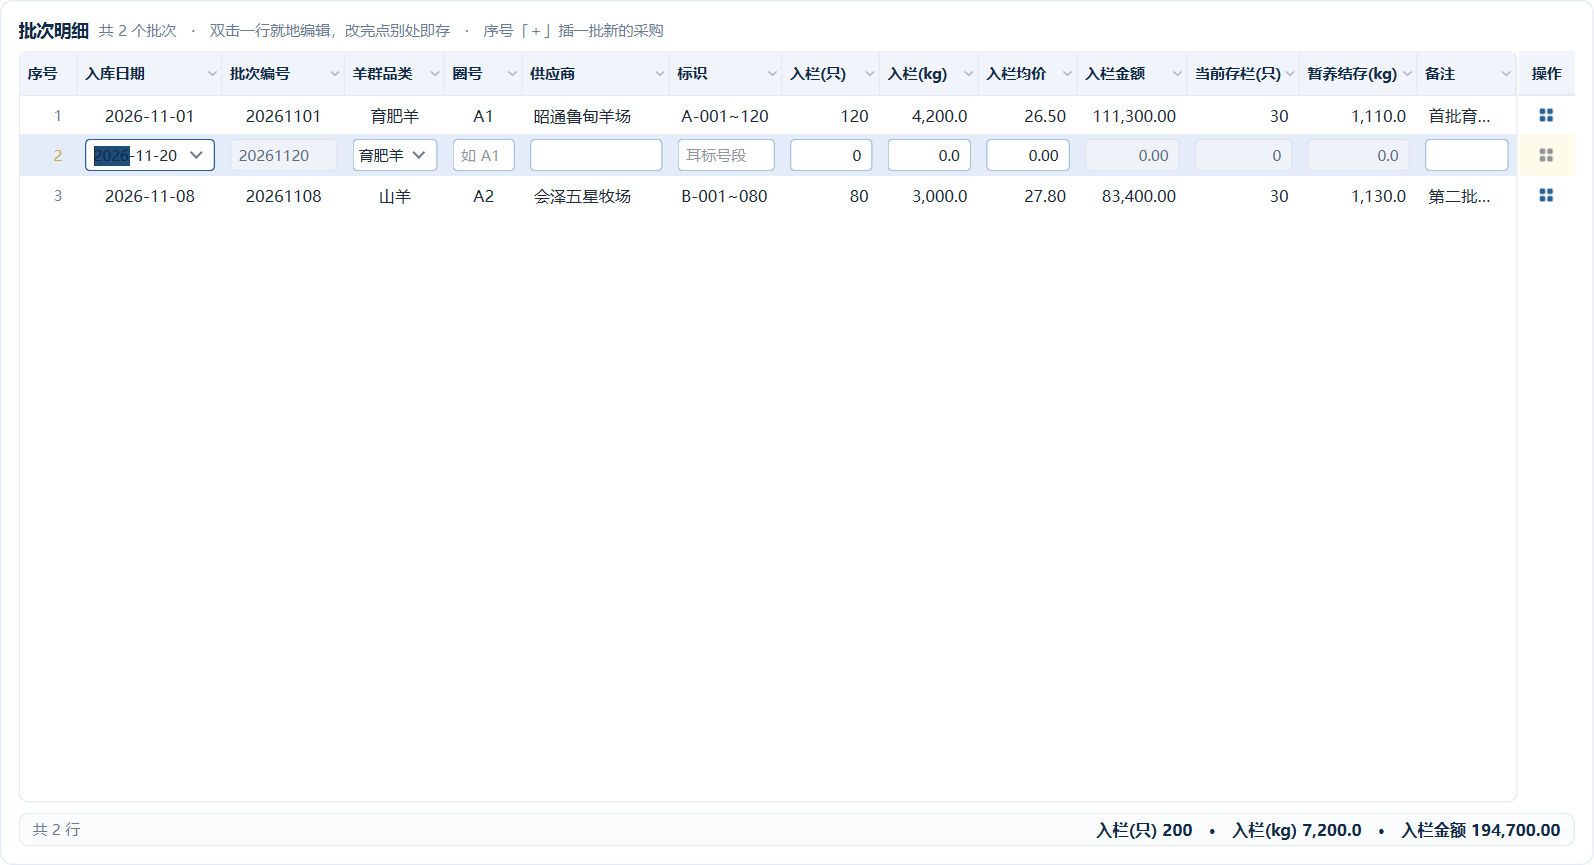 批次明细 共 2 个批次 · 双击一行就地编辑，改完点别处即存 · 序号「＋」插一批新的采购
序号 入库日期 批次编号 羊群品类 圈号 供应商 标识 入栏(只) 入栏(kg) 入栏均价 入栏金额 当前存栏(只) 暂养结存(kg) 备注 操作
1 2026-11-01 20261101 育肥羊 A1 昭通鲁甸羊场 A-001~120 120 4,200.0 26.50 111,300.00 30 1,110.0 首批育...
2 2026-11-20 20261120 育肥羊 如 A1 耳标号段 0 0.0 0.00 0.00 0 0.0
3 2026-11-08 20261108 山羊 A2 会泽五星牧场 B-001~080 80 3,000.0 27.80 83,400.00 30 1,130.0 第二批...
共 2 行 入栏(只) 200 • 入栏(kg) 7,200.0 • 入栏金额 194,700.00